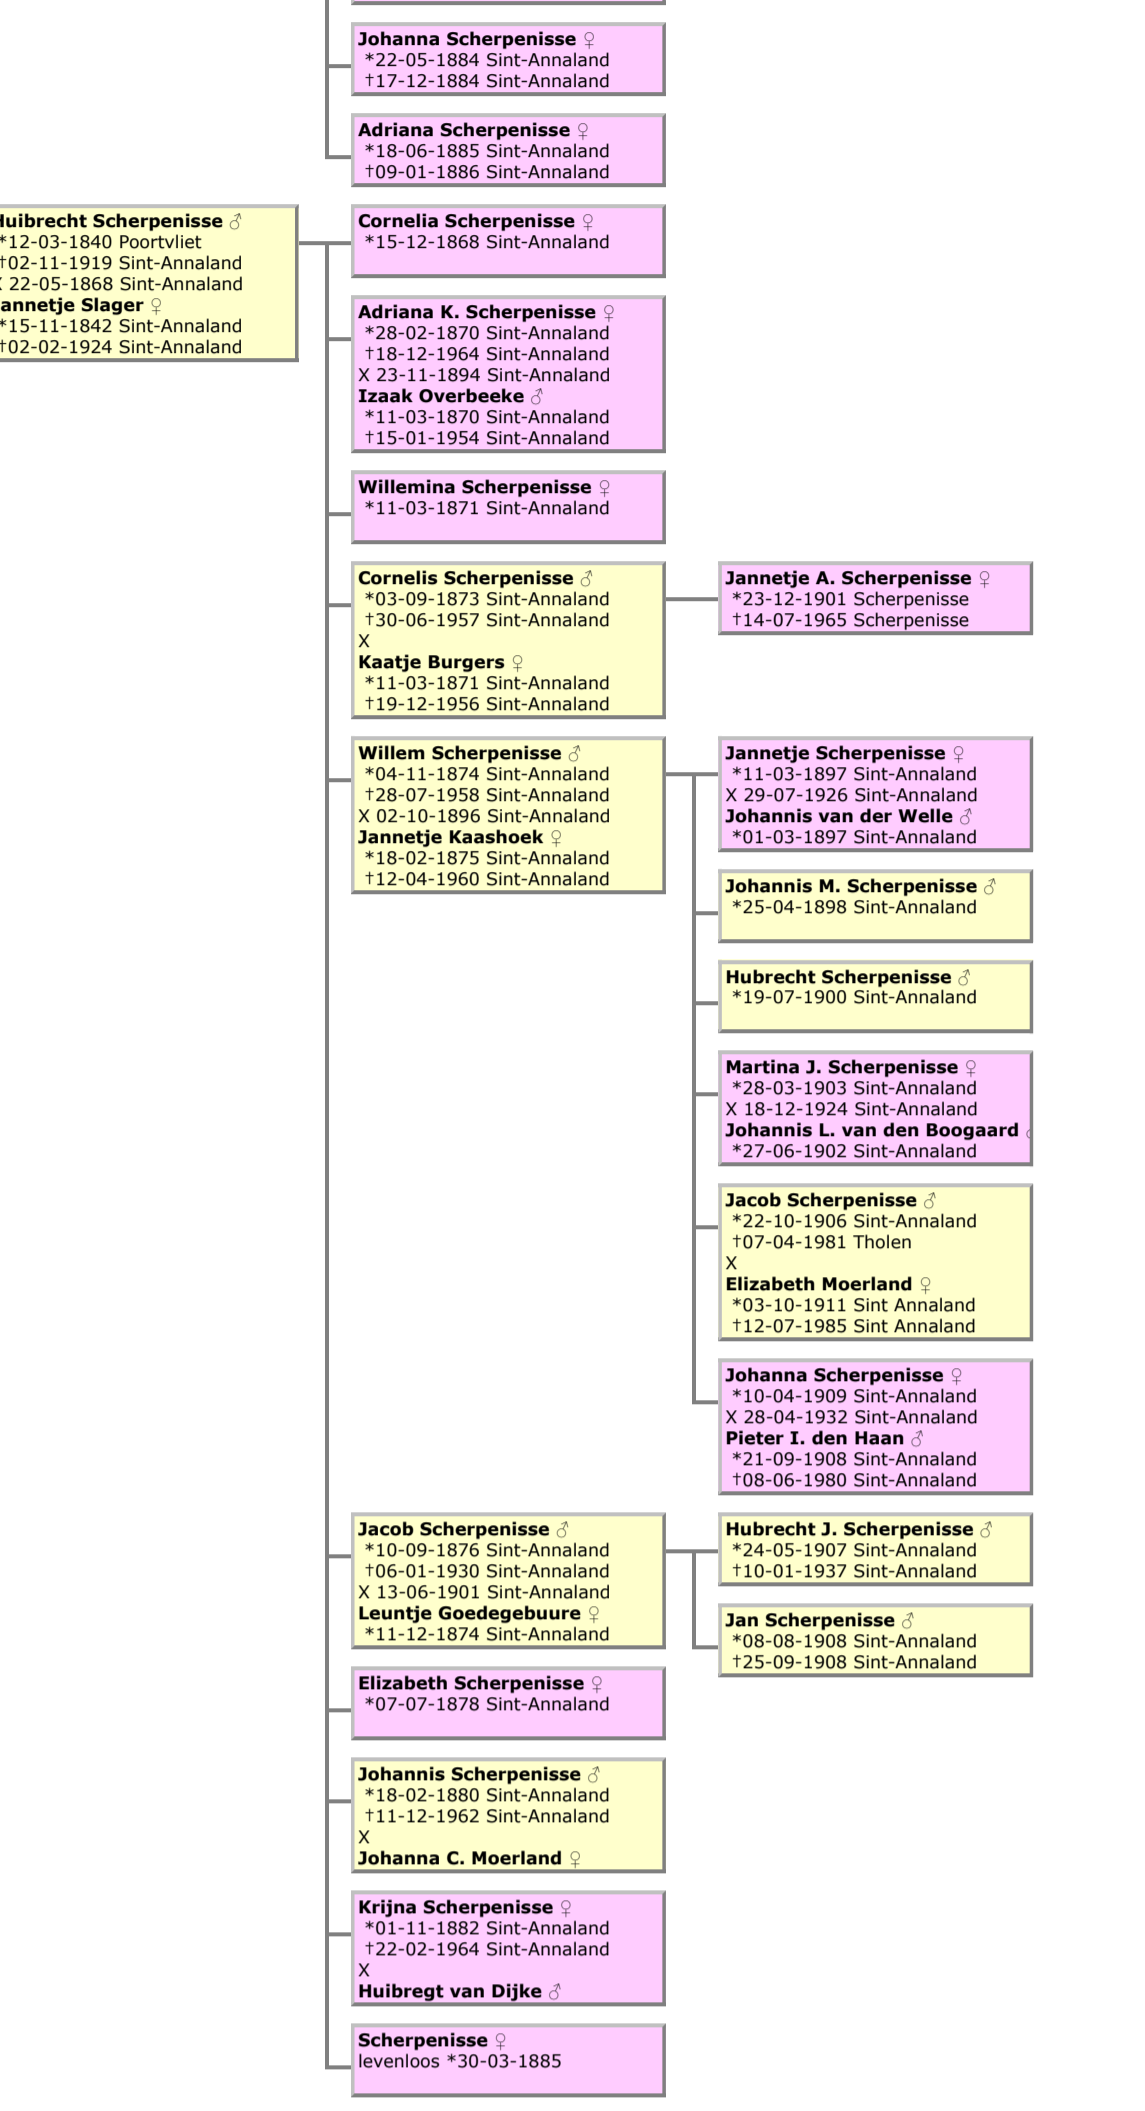 Johanna Scherpenisse ♀
*22-05-1884 Sint-Annaland
†17-12-1884 Sint-Annaland
Adriana Scherpenisse ♀
*18-06-1885 Sint-Annaland
†09-01-1886 Sint-Annaland
Huibrecht Scherpenisse ♂
*12-03-1840 Poortvliet
†02-11-1919 Sint-Annaland
X 22-05-1868 Sint-Annaland
annetje Slager ♀
*15-11-1842 Sint-Annaland
†02-02-1924 Sint-Annaland
Cornelia Scherpenisse ♀
*15-12-1868 Sint-Annaland
Adriana K. Scherpenisse ♀
*28-02-1870 Sint-Annaland
†18-12-1964 Sint-Annaland
X 23-11-1894 Sint-Annaland
Izaak Overbeeke ♂
*11-03-1870 Sint-Annaland
†15-01-1954 Sint-Annaland
Willemina Scherpenisse ♀
*11-03-1871 Sint-Annaland
Cornelis Scherpenisse ♂
*03-09-1873 Sint-Annaland
†30-06-1957 Sint-Annaland
X
Kaatje Burgers ♀
*11-03-1871 Sint-Annaland
†19-12-1956 Sint-Annaland
Jannetje A. Scherpenisse ♀
*23-12-1901 Scherpenisse
†14-07-1965 Scherpenisse
Willem Scherpenisse ♂
*04-11-1874 Sint-Annaland
†28-07-1958 Sint-Annaland
X 02-10-1896 Sint-Annaland
Jannetje Kaashoek ♀
*18-02-1875 Sint-Annaland
†12-04-1960 Sint-Annaland
Jannetje Scherpenisse ♀
*11-03-1897 Sint-Annaland
X 29-07-1926 Sint-Annaland
Johannis van der Welle ♂
*01-03-1897 Sint-Annaland
Johannis M. Scherpenisse ♂
*25-04-1898 Sint-Annaland
Hubrecht Scherpenisse ♂
*19-07-1900 Sint-Annaland
Martina J. Scherpenisse ♀
*28-03-1903 Sint-Annaland
X 18-12-1924 Sint-Annaland
Johannis L. van den Boogaard
*27-06-1902 Sint-Annaland
Jacob Scherpenisse ♂
*22-10-1906 Sint-Annaland
†07-04-1981 Tholen
X
Elizabeth Moerland ♀
*03-10-1911 Sint Annaland
†12-07-1985 Sint Annaland
Johanna Scherpenisse ♀
*10-04-1909 Sint-Annaland
X 28-04-1932 Sint-Annaland
Pieter I. den Haan ♂
*21-09-1908 Sint-Annaland
†08-06-1980 Sint-Annaland
Jacob Scherpenisse ♂
*10-09-1876 Sint-Annaland
†06-01-1930 Sint-Annaland
X 13-06-1901 Sint-Annaland
Leuntje Goedegebuure ♀
*11-12-1874 Sint-Annaland
Hubrecht J. Scherpenisse ♂
*24-05-1907 Sint-Annaland
†10-01-1937 Sint-Annaland
Jan Scherpenisse ♂
*08-08-1908 Sint-Annaland
†25-09-1908 Sint-Annaland
Elizabeth Scherpenisse ♀
*07-07-1878 Sint-Annaland
Johannis Scherpenisse ♂
*18-02-1880 Sint-Annaland
†11-12-1962 Sint-Annaland
X
Johanna C. Moerland ♀
Krijna Scherpenisse ♀
*01-11-1882 Sint-Annaland
†22-02-1964 Sint-Annaland
X
Huibregt van Dijke ♂
Scherpenisse ♀
levenloos *30-03-1885